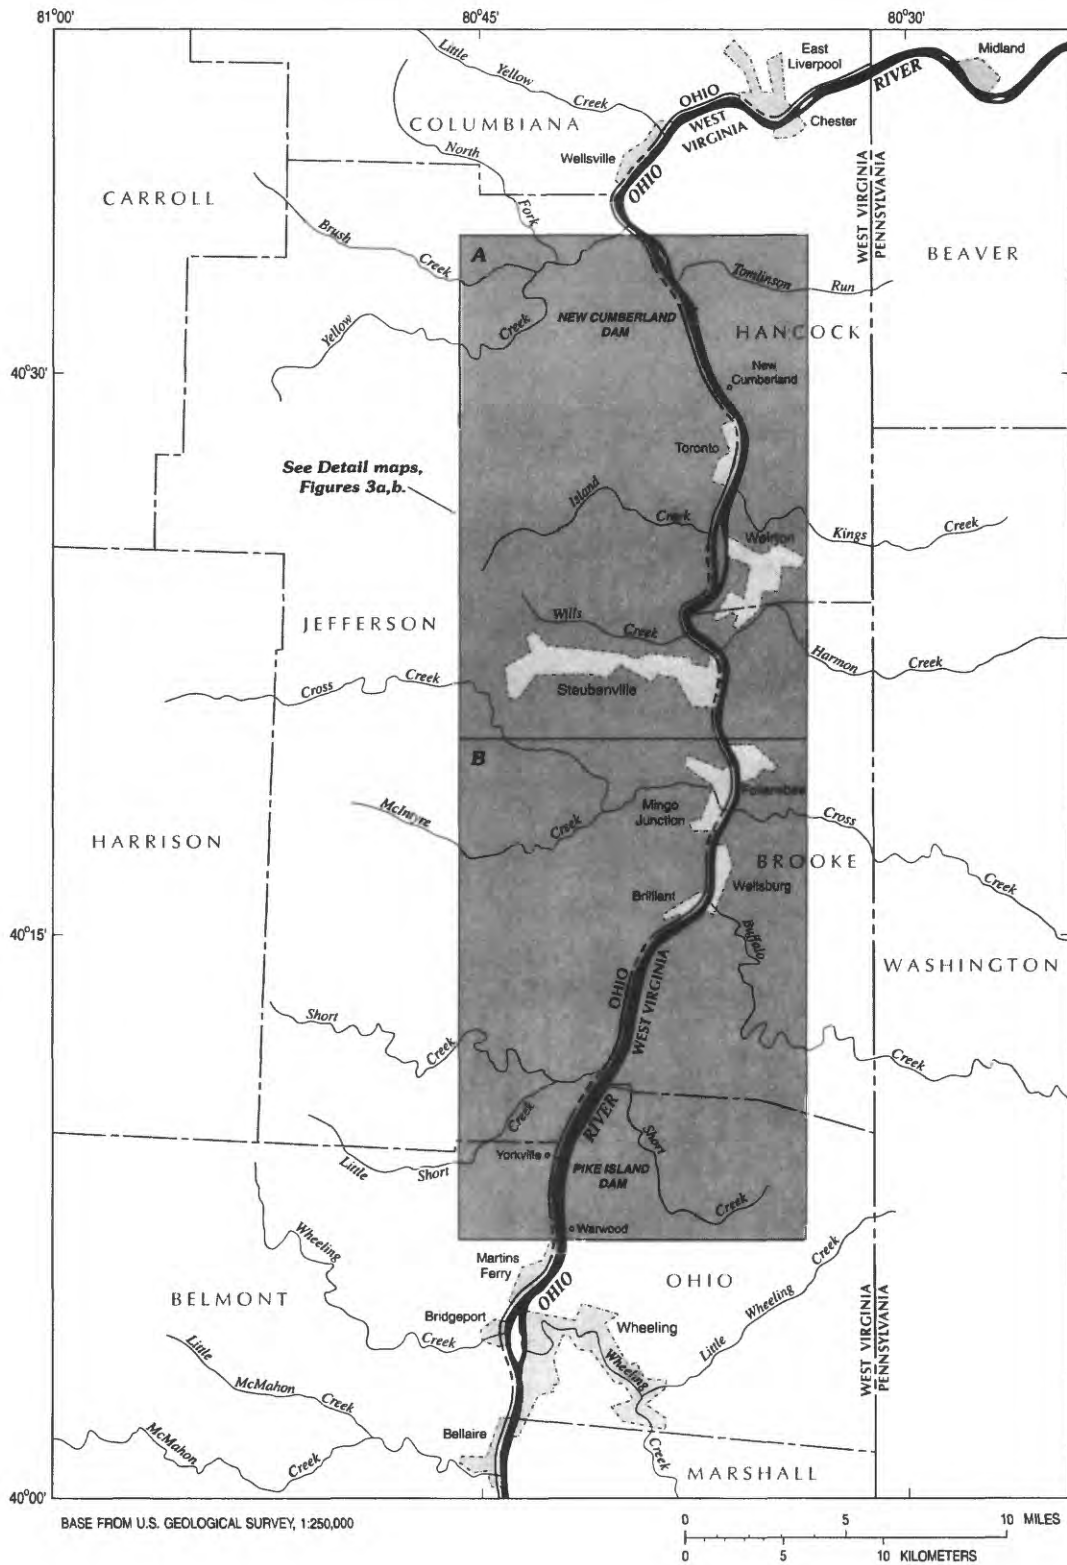 81°00'
80°45'
80°30'
Little
Yellow
Creek
East
Liverpool
Midland
OHIO
RIVER
COLUMBIANA
WEST
VIRGINIA
Chester
North
Wellsville
OHIO
WEST VIRGINIA
PENNSYLVANIA
CARROLL
Fork
Brush
Creek
A
BEAVER
Tomlinson
Run
NEW CUMBERLAND
DAM
HANCOCK
Yellow
Creek
40°30'
New
Cumberland
Toronto
See Detail maps,
Figures 3a,b.
Island
Creek
Kings
Creek
Weirton
JEFFERSON
Wills
Creek
Harmon
Creek
Cross
Creek
Steubenville
B
Follansbee
McIntyre
Creek
Mingo
Junction
Cross
Creek
HARRISON
BROOKE
Wellsburg
Brilliant
Buffalo
Creek
40°15'
WASHINGTON
OHIO
WEST VIRGINIA
Short
Creek
RIVER
Creek
Short
Little
Short
Yorkville
PIKE ISLAND
DAM
Creek
Warwood
Wheeling
Creek
Martins
Ferry
OHIO
OHIO
Little
Wheeling
Creek
WEST VIRGINIA
PENNSYLVANIA
BELMONT
Bridgeport
Wheeling
Wheeling
Creek
Little
McMahon
Creek
Bellaire
McMahon
Creek
MARSHALL
40°00'
BASE FROM U.S. GEOLOGICAL SURVEY, 1:250,000
0 5 10 MILES
0 5 10 KILOMETERS